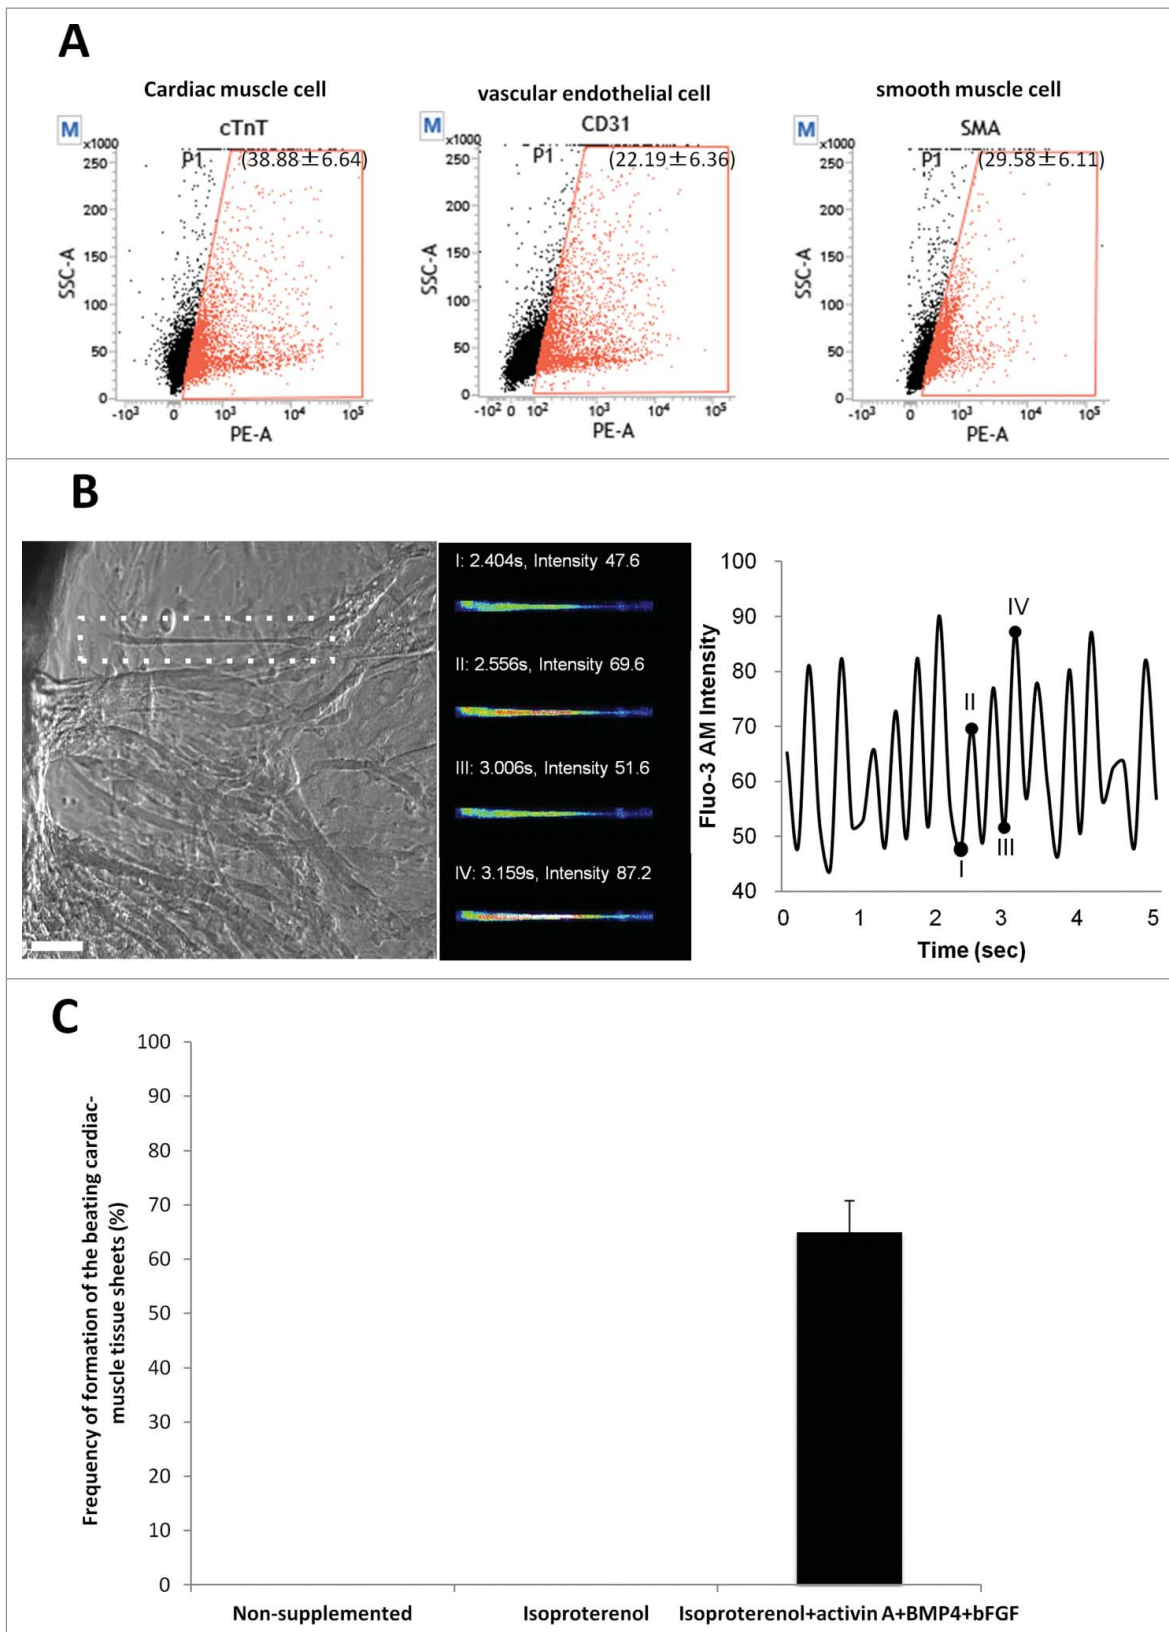 A
Cardiac muscle cell
vascular endothelial cell
smooth muscle cell
M
cTnT
x1000
P1
(38.88±6.64)
250
200
150
100
50
0
SSC-A
-10³
0
10³
10⁴
10⁵
PE-A
M
CD31
x1000
P1
(22.19±6.36)
250
200
150
100
50
0
SSC-A
-10²
0
10²
10³
10⁴
10⁵
PE-A
M
SMA
x1000
P1
(29.58±6.11)
250
200
150
100
50
0
SSC-A
-10³
0
10³
10⁴
10⁵
PE-A
B
I: 2.404s, Intensity 47.6
II: 2.556s, Intensity 69.6
III: 3.006s, Intensity 51.6
IV: 3.159s, Intensity 87.2
Fluo-3 AM Intensity
100
90
80
70
60
50
40
I
II
III
IV
0
1
2
3
4
5
Time (sec)
C
Frequency of formation of the beating cardiac-
muscle tissue sheets (%)
100
90
80
70
60
50
40
30
20
10
0
Non-supplemented
Isoproterenol
Isoproterenol+activin A+BMP4+bFGF